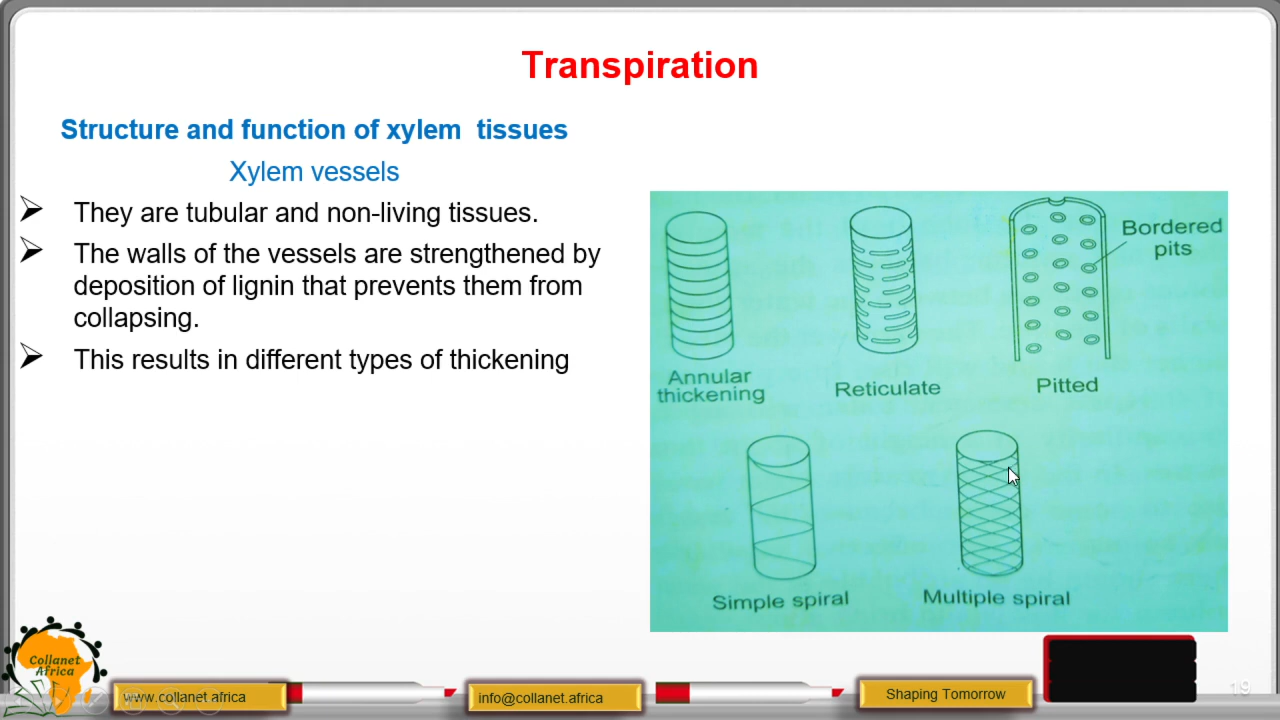 Transpiration
Structure and function of xylem tissues
Xylem vessels
They are tubular and non-living tissues.
The walls of the vessels are strengthened by
deposition of lignin that prevents them from
collapsing.
This results in different types of thickening
Bordered
pits
Annular
thickening
Reticulate
Pitted
Simple spiral
Multiple spiral
Collanet
Africa
www.collanet.africa
info@collanet.africa
Shaping Tomorrow
19